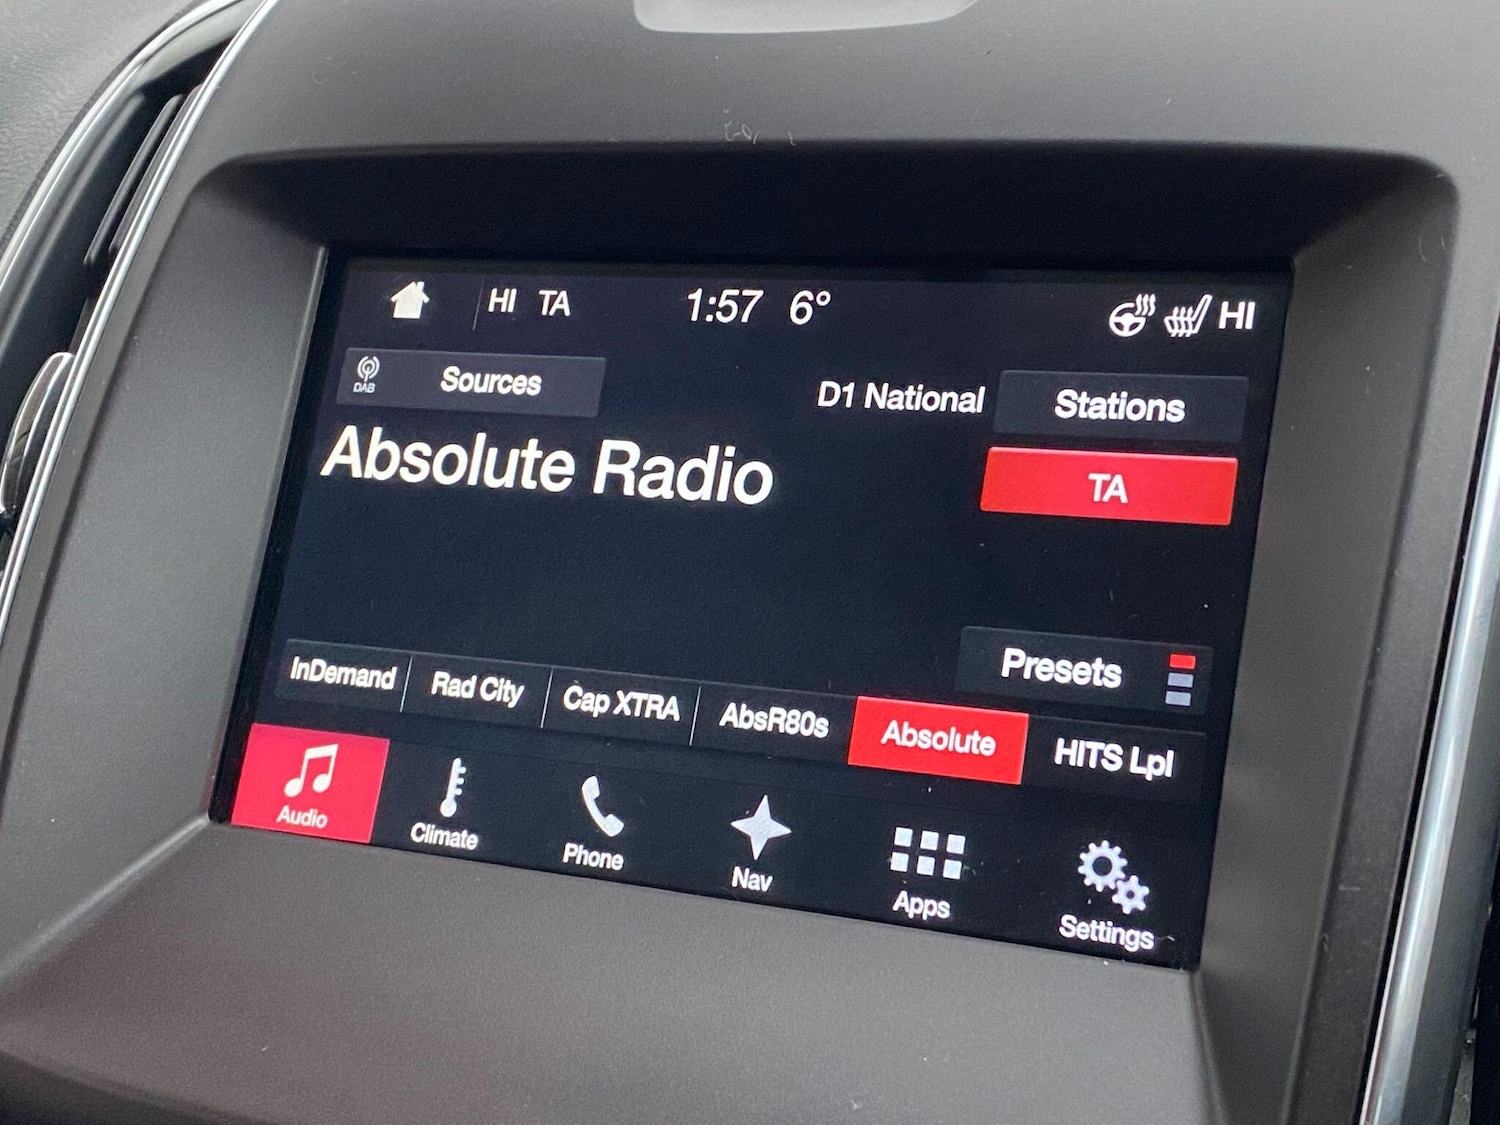 HI TA 1:57 6° HI
DAB Sources D1 National Stations
Absolute Radio
TA
Presets
InDemand Rad City Cap XTRA AbsR80s Absolute HITS Lpl
Audio Climate Phone Nav Apps Settings